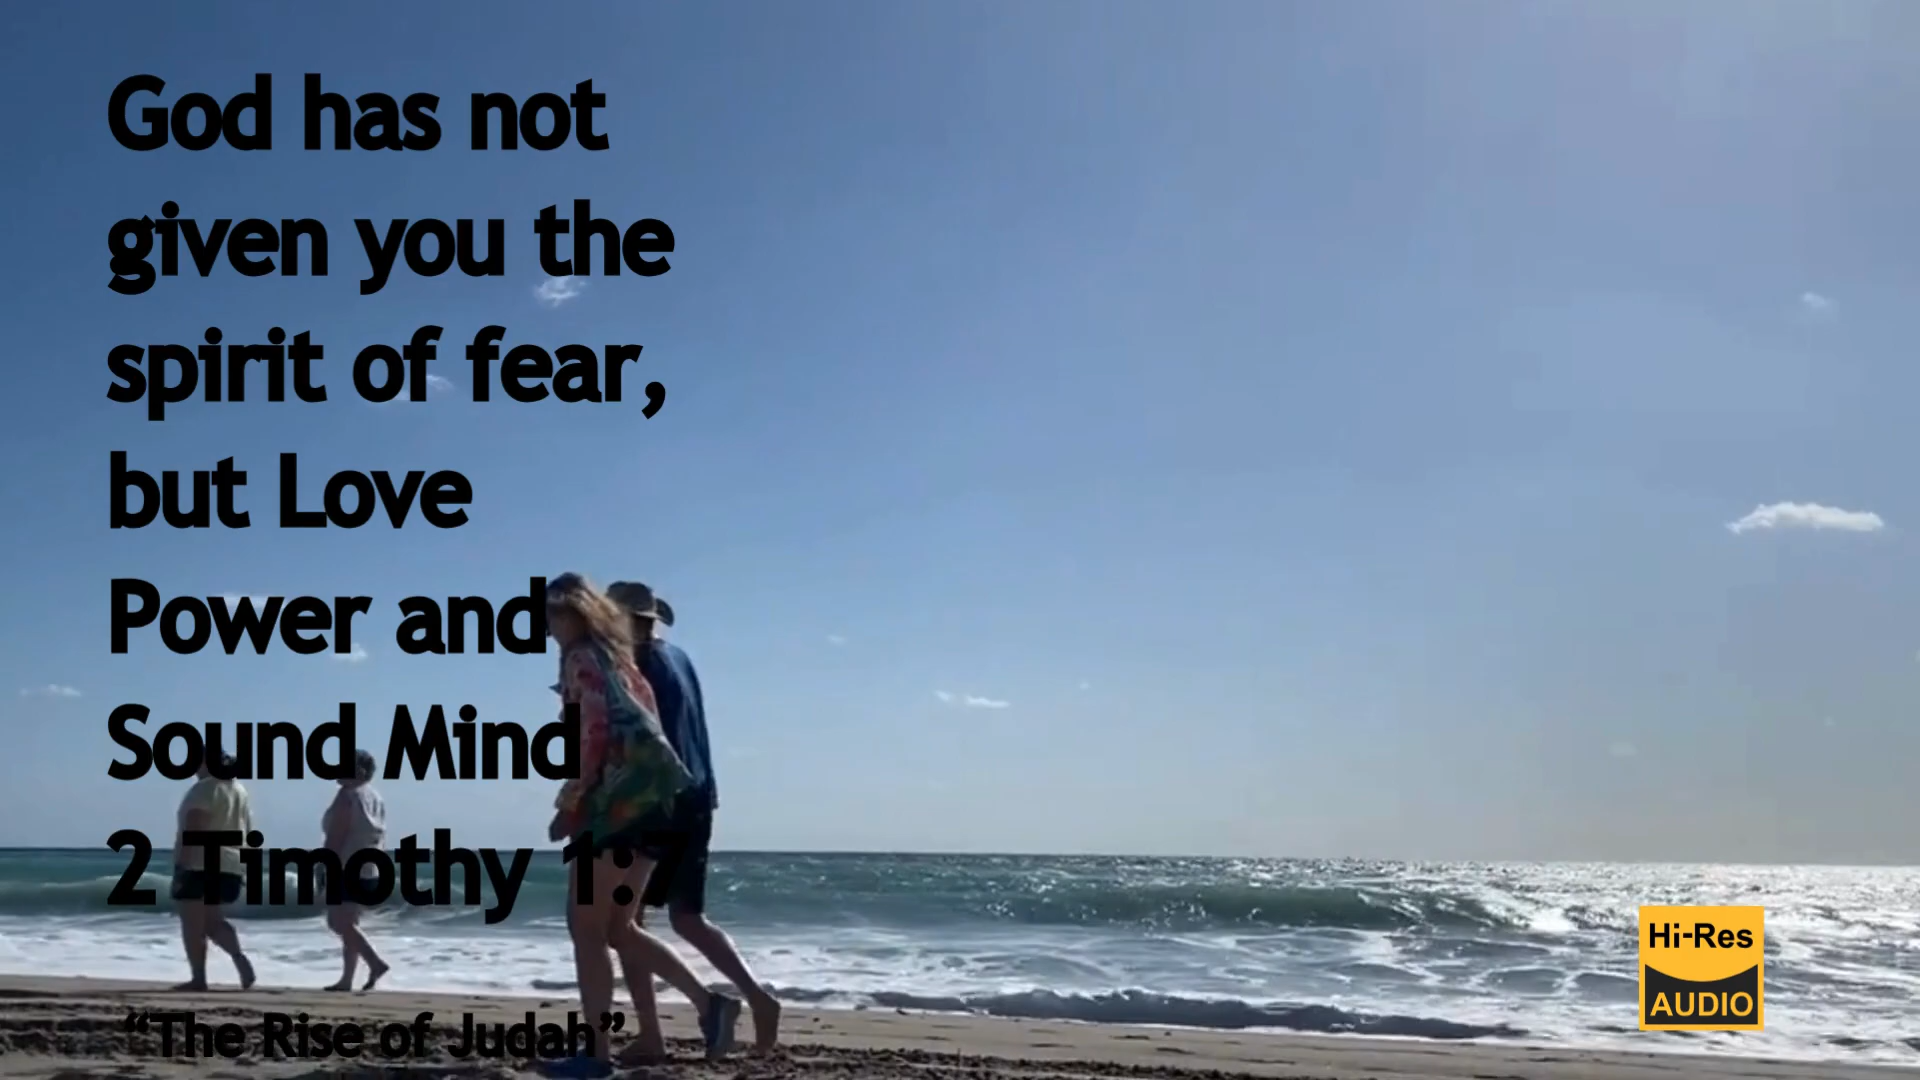 God has not
given you the
spirit of fear,
but Love
Power and
Sound Mind
2 Timothy 1:7
“The Rise of Judah”
Hi-Res
AUDIO